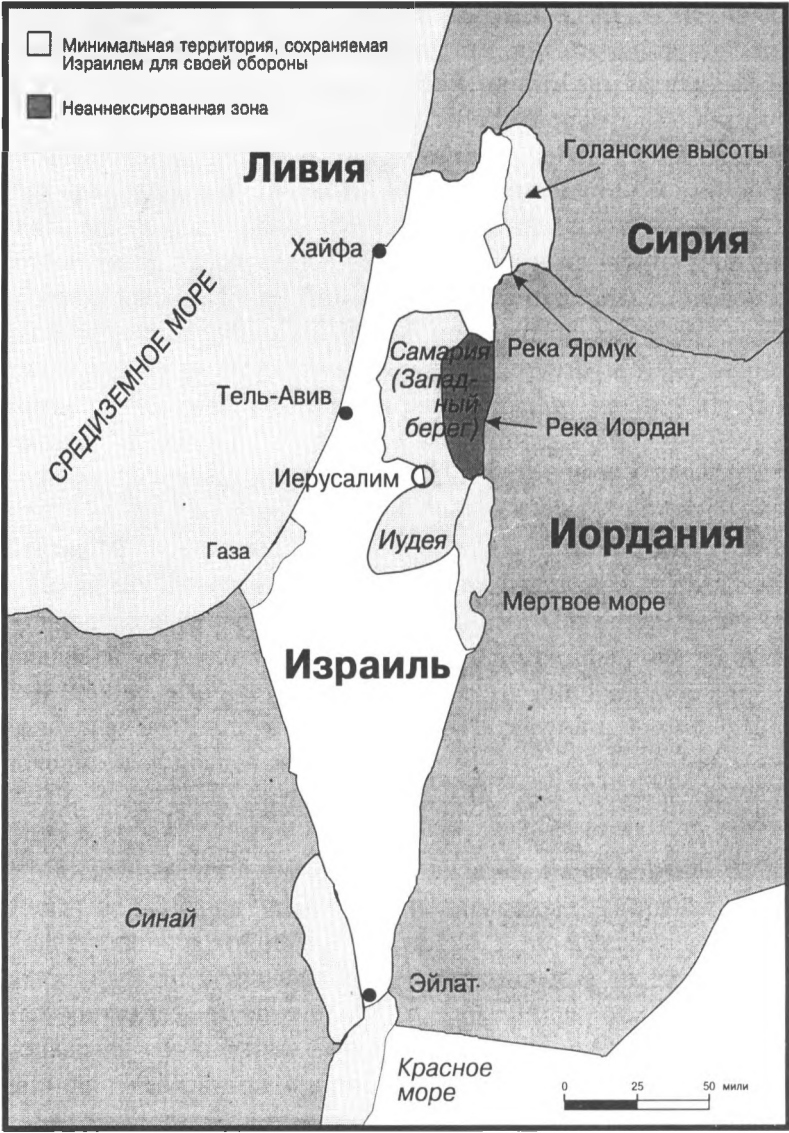 Минимальная территория, сохраняемая
Израилем для своей обороны
Неаннексированная зона
Ливия
Голанские высоты
Сирия
Хайфа
СРЕДИЗЕМНОЕ МОРЕ
Самария
(Запад-
ный
берег)
Река Ярмук
Тель-Авив
Река Иордан
Иерусалим
Иордания
Газа
Иудея
Мертвое море
Израиль
Синай
Эйлат
Красное
море
0 25 50 мили